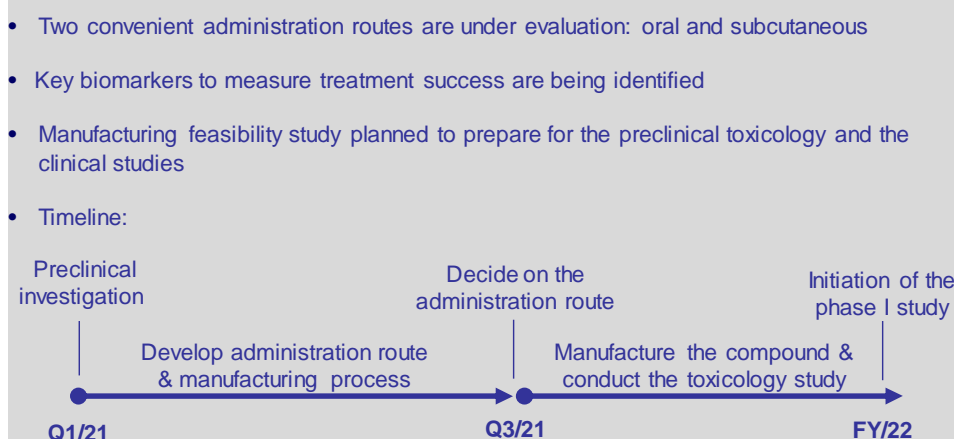 • Two convenient administration routes are under evaluation: oral and subcutaneous
• Key biomarkers to measure treatment success are being identified
• Manufacturing feasibility study planned to prepare for the preclinical toxicology and the
clinical studies
• Timeline:
Preclinical
investigation
Decide on the
administration route
Initiation of the
phase I study
Develop administration route
& manufacturing process
Manufacture the compound &
conduct the toxicology study
Q1/21
Q3/21
FY/22